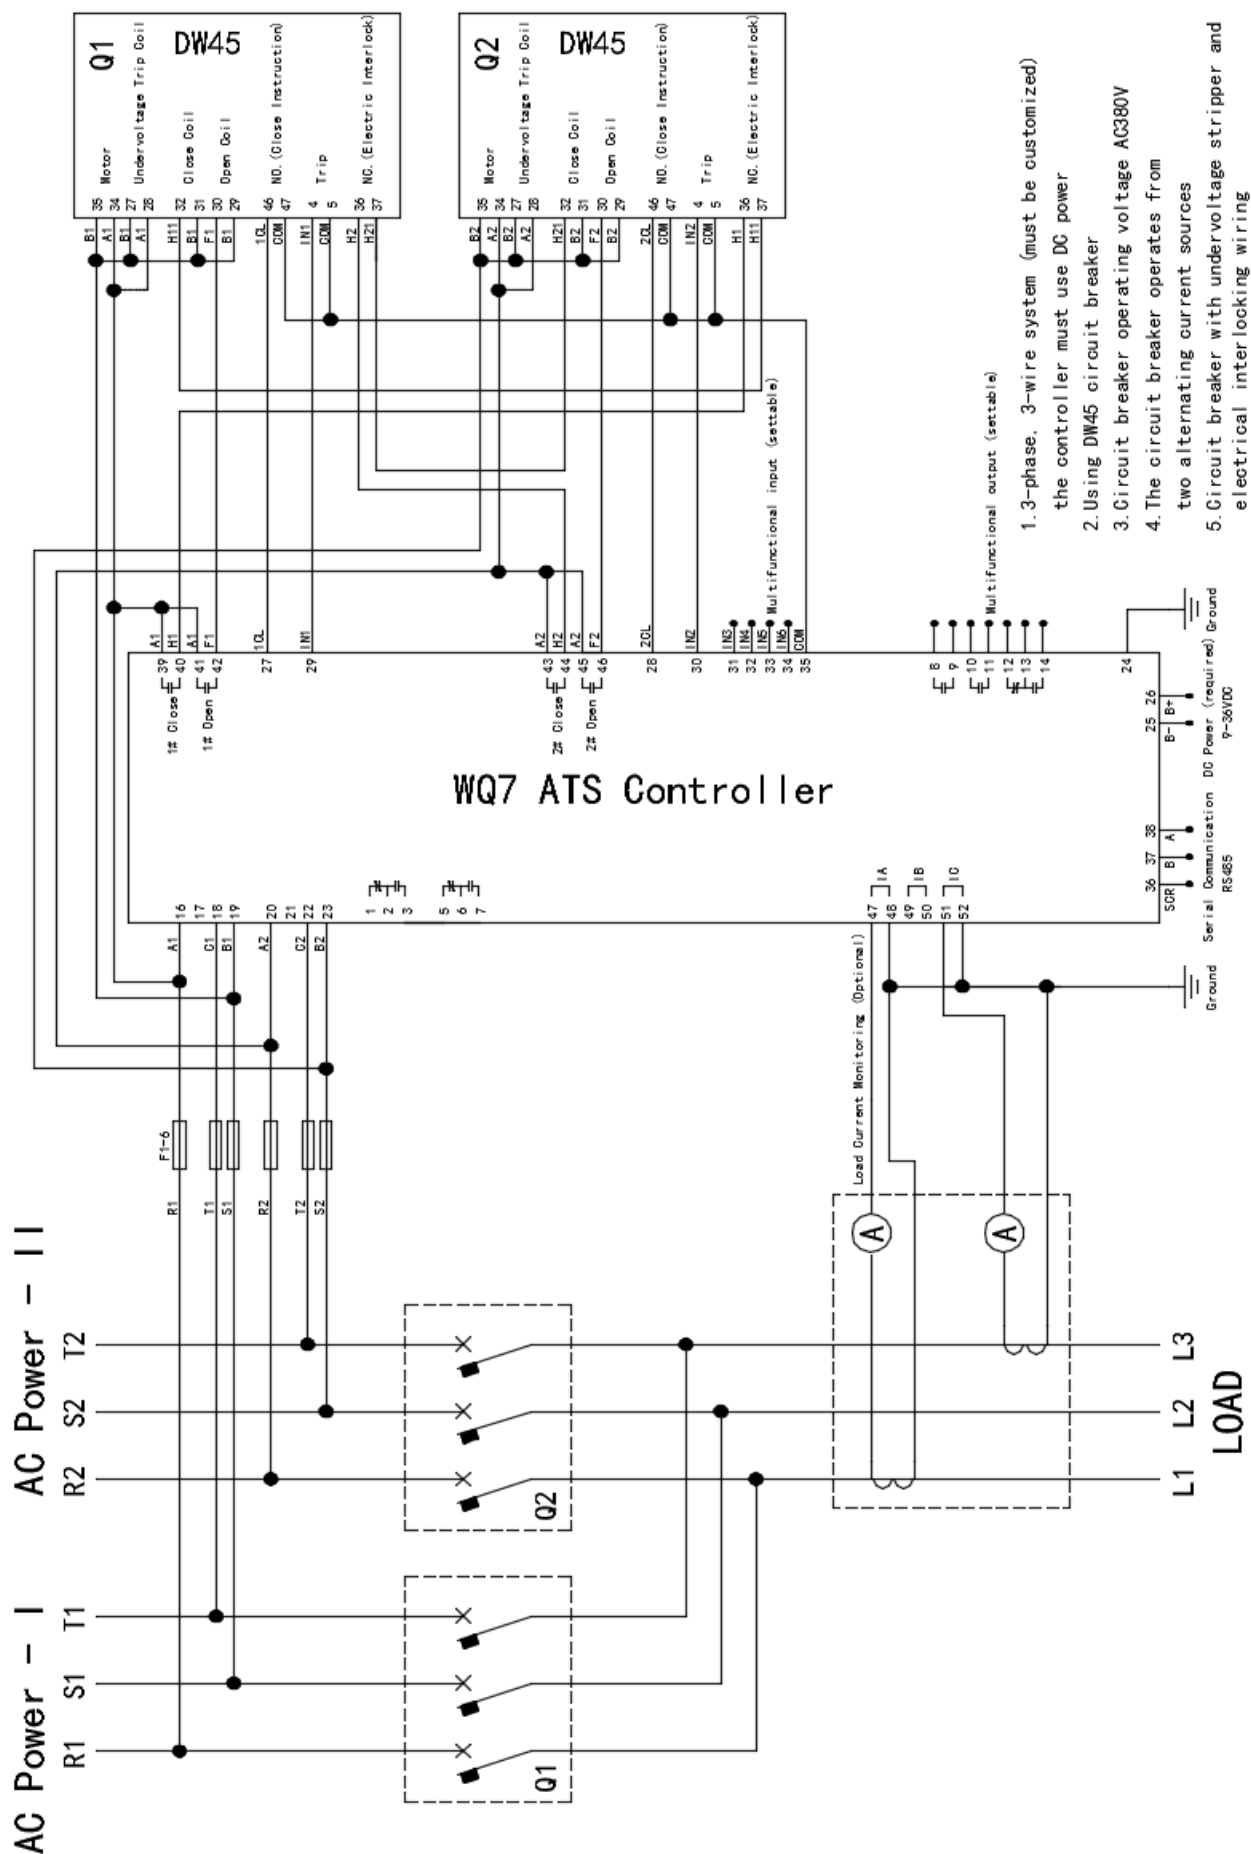 AC Power - I
R1
S1
T1
AC Power - II
R2
S2
T2
Q1
Q2
L1
L2
L3
LOAD
F1-6
R1
T1
S1
R2
T2
S2
A
A
Load Current Monitoring (Optional)
Ground
A1
C1
B1
A2
C2
B2
16
17
18
19
20
21
22
23
1
2
3
5
6
7
47
48
49
50
51
52
IA
IB
IC
WQ7 ATS Controller
36
37
38
25
26
SGR
B
A
B-
B+
Serial Communication
RS485
DC Power (required)
9-36VDC
Ground
1# Close
1# Open
2# Close
2# Open
39
40
41
42
27
29
43
44
45
46
28
30
31
32
33
34
35
8
9
10
11
12
13
14
24
A1
H1
A1
F1
1CL
IN1
A2
H2
A2
F2
2CL
IN2
IN3
IN4
IN5
IN6
COM
Multifunctional input (settable)
Multifunctional output (settable)
Q1
DW45
B1
A1
B1
A1
H11
B1
F1
B1
1CL
COM
IN1
COM
H2
H21
35
34
27
28
32
31
30
29
46
47
4
5
36
37
Motor
Undervoltage Trip Coil
Close Coil
Open Coil
NO. (Close Instruction)
Trip
NC. (Electric Interlock)
Q2
DW45
B2
A2
B2
A2
H21
B2
F2
B2
2CL
COM
IN2
COM
H1
H11
35
34
27
28
32
31
30
29
46
47
4
5
36
37
Motor
Undervoltage Trip Coil
Close Coil
Open Coil
NO. (Close Instruction)
Trip
NC. (Electric Interlock)
1. 3-phase. 3-wire system (must be customized)
the controller must use DC power
2. Using DW45 circuit breaker
3. Circuit breaker operating voltage AC380V
4. The circuit breaker operates from
two alternating current sources
5. Circuit breaker with undervoltage stripper and
electrical interlocking wiring